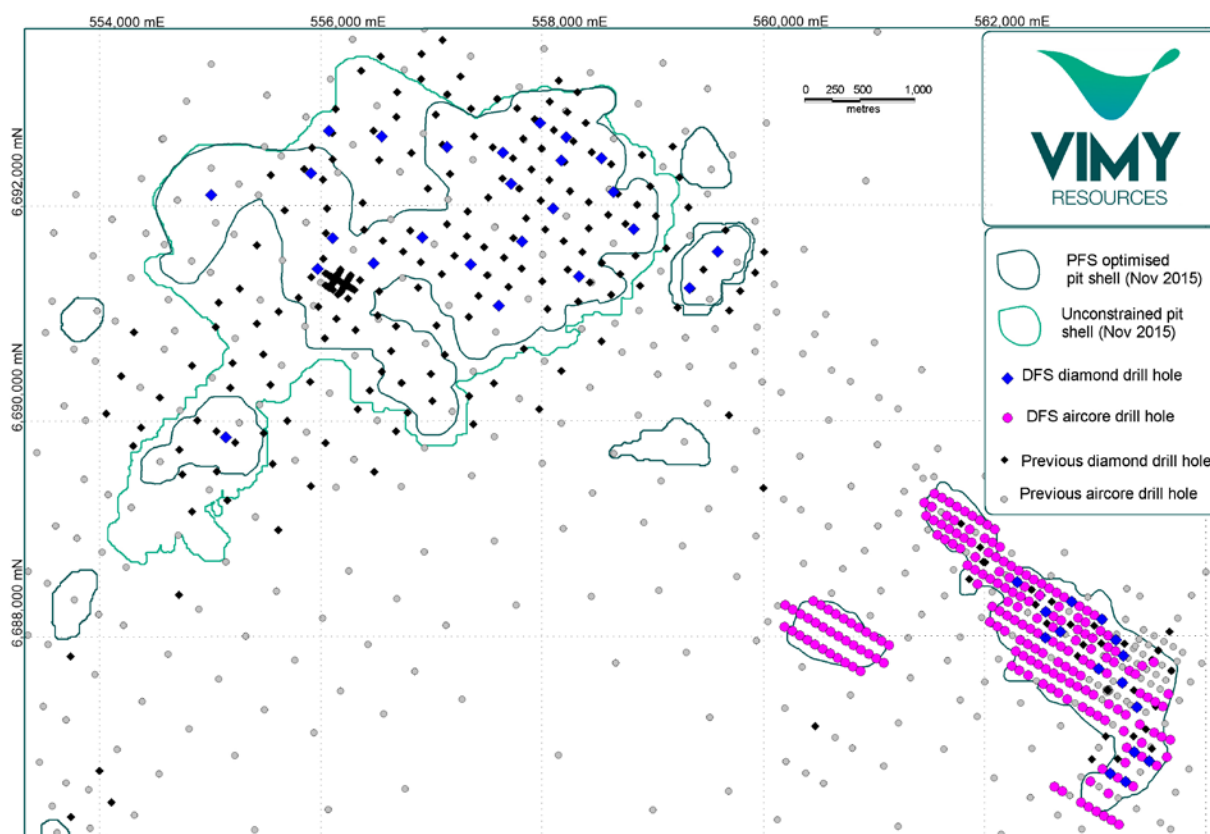 554,000 mE
556,000 mE
558,000 mE
560,000 mE
562,000 mE
0 250 500 1,000
metres
6,692,000 mN
6,690,000 mN
6,688,000 mN
VIMY
RESOURCES
PFS optimised
pit shell (Nov 2015)
Unconstrained pit
shell (Nov 2015)
DFS diamond drill hole
DFS aircore drill hole
Previous diamond drill hole
Previous aircore drill hole